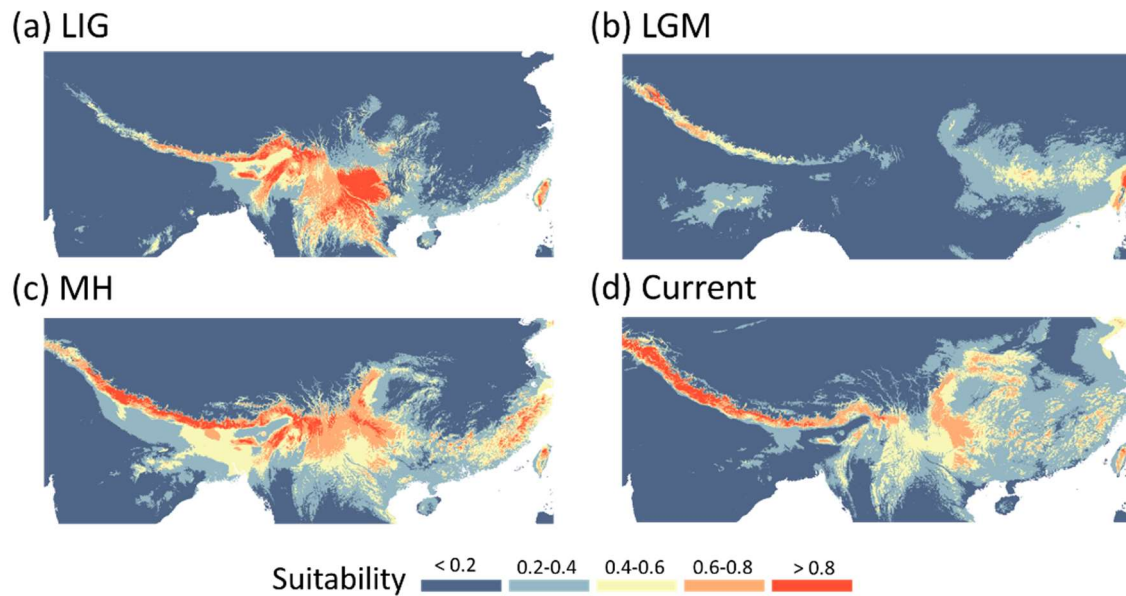 (a) LIG
(b) LGM
(c) MH
(d) Current
Suitability < 0.2 0.2-0.4 0.4-0.6 0.6-0.8 > 0.8